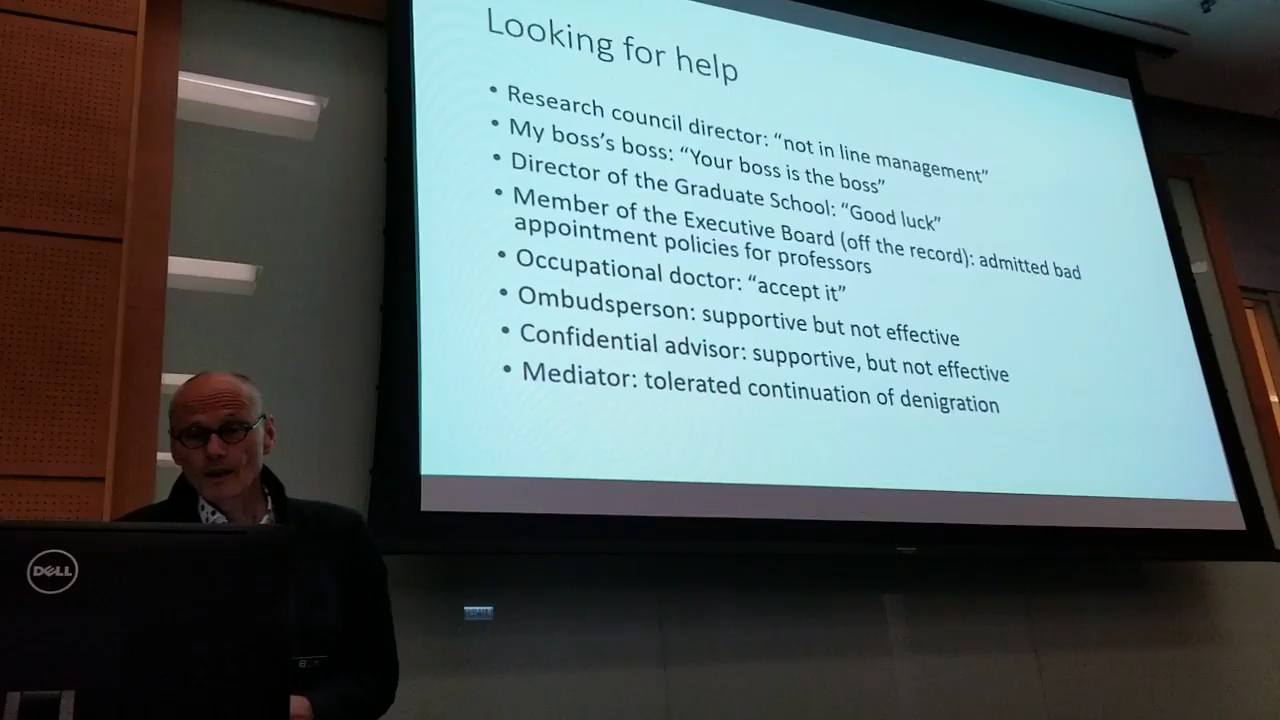 Looking for help
• Research council director: “not in line management”
• My boss’s boss: “Your boss is the boss”
• Director of the Graduate School: “Good luck”
• Member of the Executive Board (off the record): admitted bad
appointment policies for professors
• Occupational doctor: “accept it”
• Ombudsperson: supportive but not effective
• Confidential advisor: supportive, but not effective
• Mediator: tolerated continuation of denigration
DELL